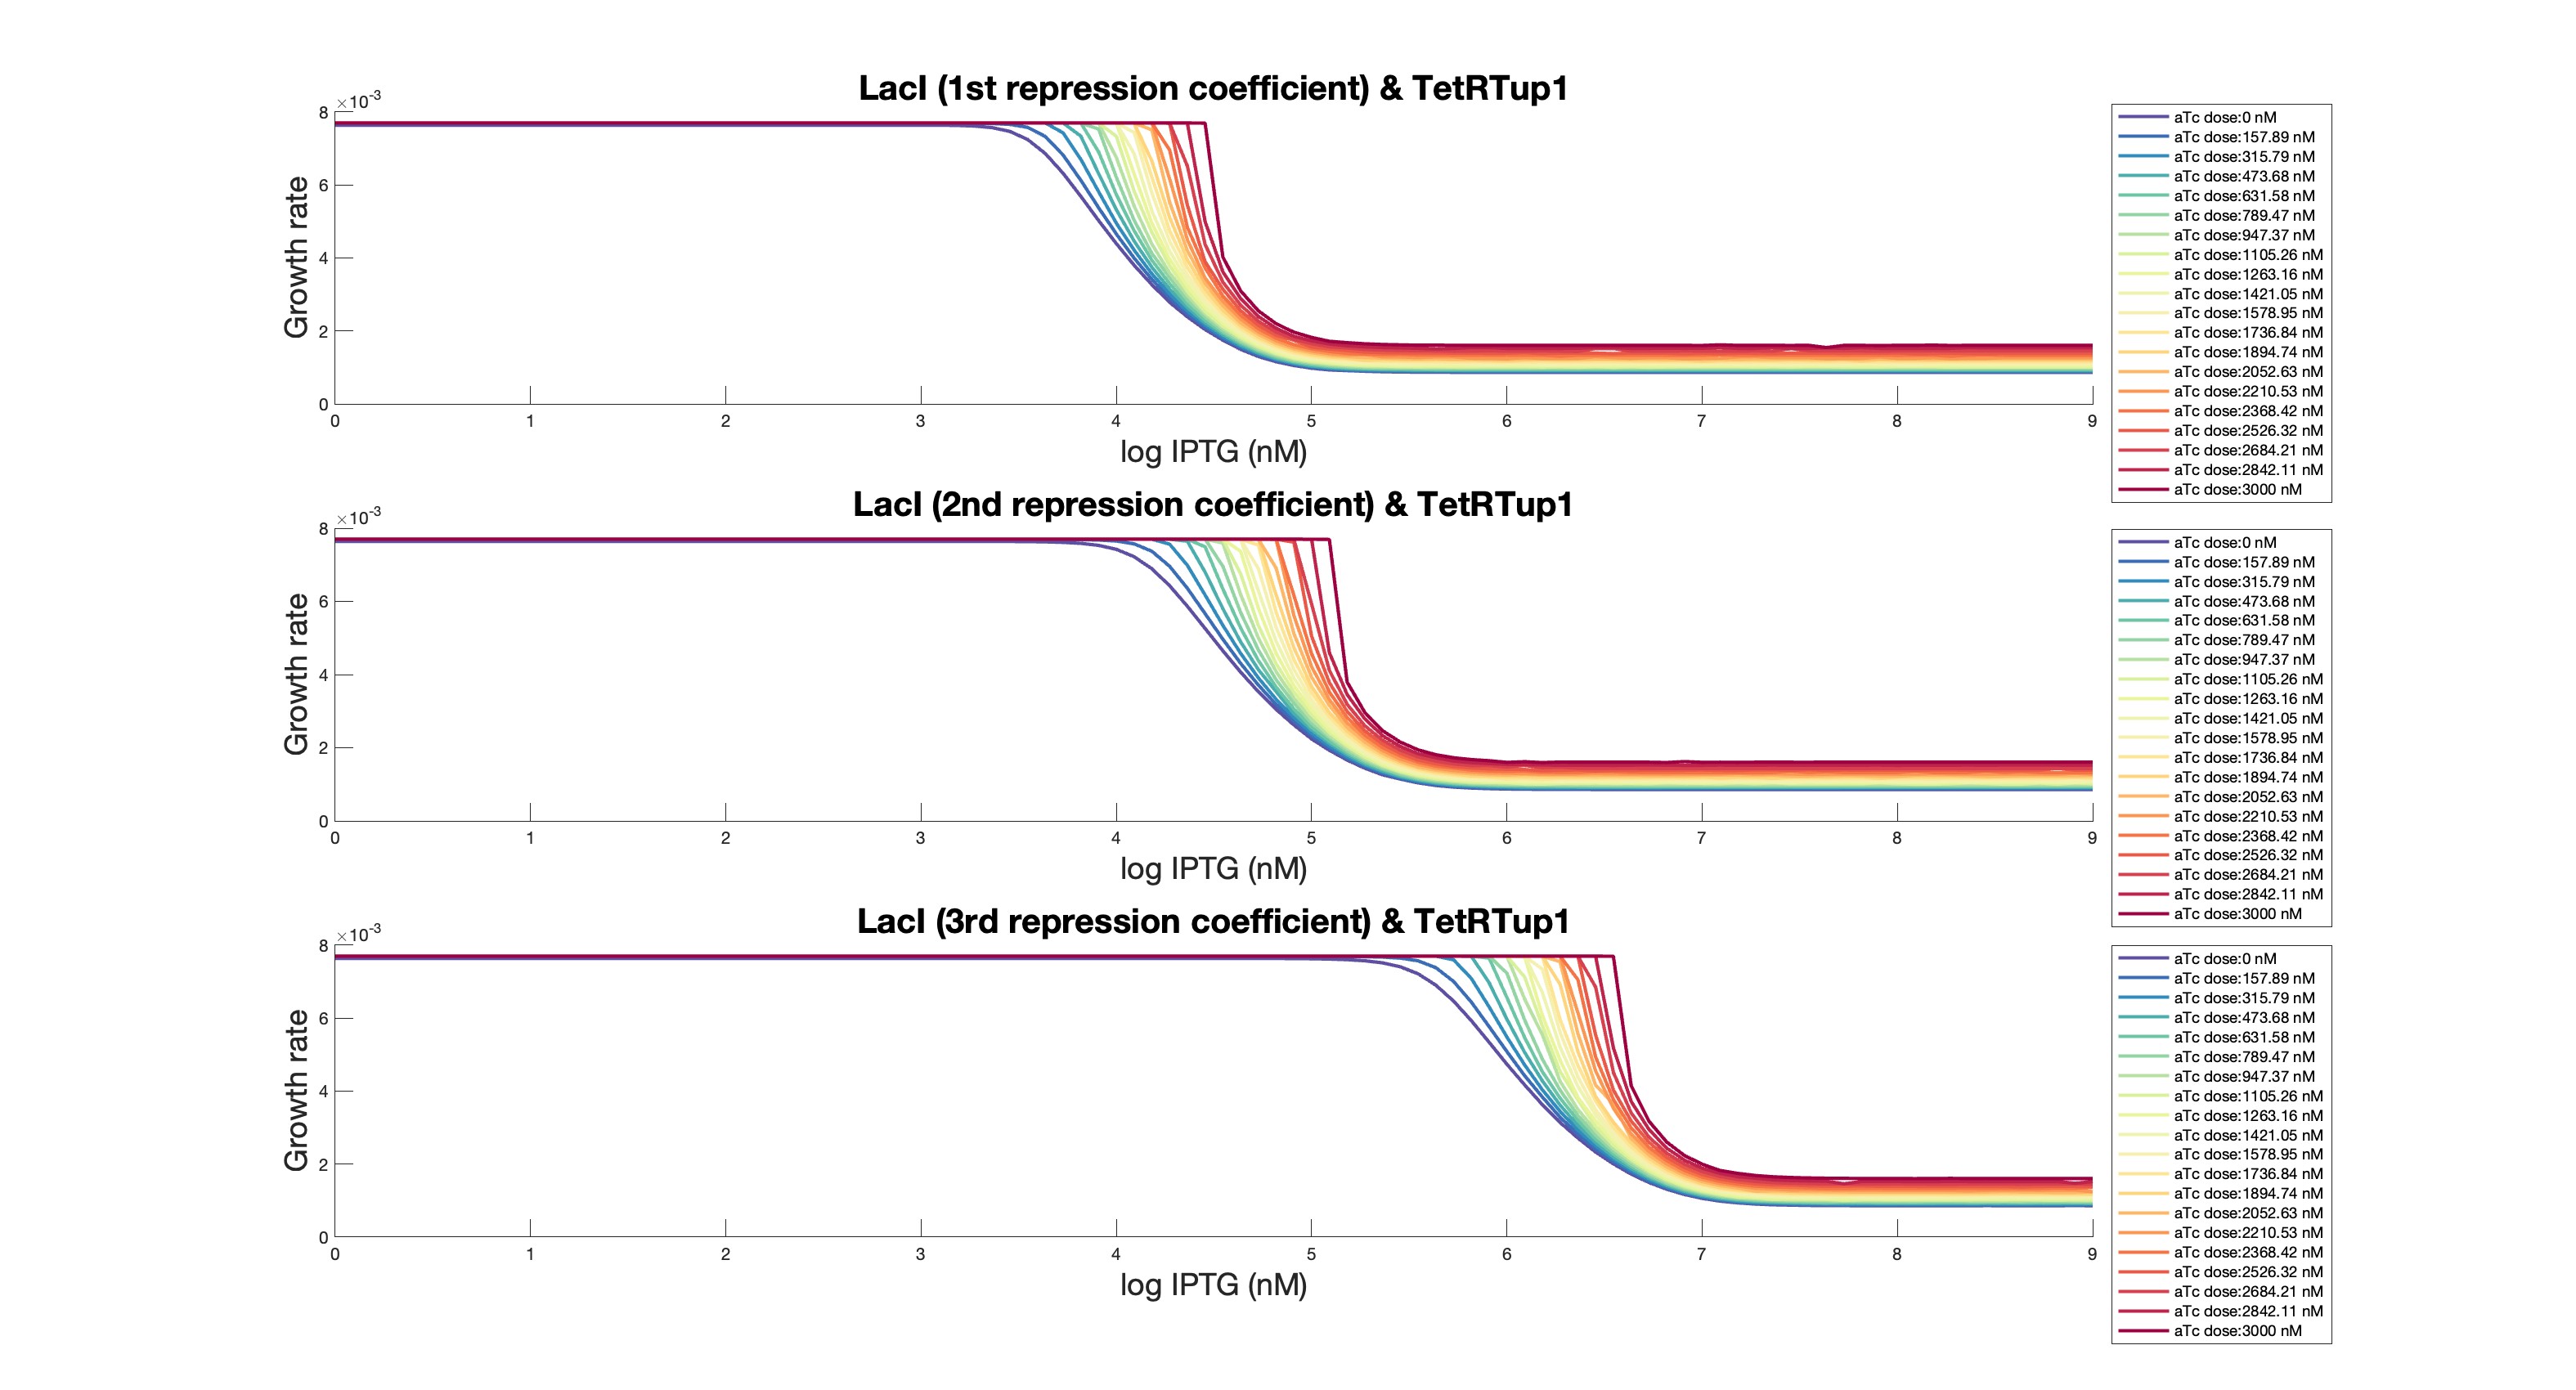 LacI (1st repression coefficient) & TetRTup1
×10-3
8
6
4
2
0
Growth rate
0 1 2 3 4 5 6 7 8 9
log IPTG (nM)
aTc dose:0 nM
aTc dose:157.89 nM
aTc dose:315.79 nM
aTc dose:473.68 nM
aTc dose:631.58 nM
aTc dose:789.47 nM
aTc dose:947.37 nM
aTc dose:1105.26 nM
aTc dose:1263.16 nM
aTc dose:1421.05 nM
aTc dose:1578.95 nM
aTc dose:1736.84 nM
aTc dose:1894.74 nM
aTc dose:2052.63 nM
aTc dose:2210.53 nM
aTc dose:2368.42 nM
aTc dose:2526.32 nM
aTc dose:2684.21 nM
aTc dose:2842.11 nM
aTc dose:3000 nM
LacI (2nd repression coefficient) & TetRTup1
×10-3
8
6
4
2
0
Growth rate
0 1 2 3 4 5 6 7 8 9
log IPTG (nM)
aTc dose:0 nM
aTc dose:157.89 nM
aTc dose:315.79 nM
aTc dose:473.68 nM
aTc dose:631.58 nM
aTc dose:789.47 nM
aTc dose:947.37 nM
aTc dose:1105.26 nM
aTc dose:1263.16 nM
aTc dose:1421.05 nM
aTc dose:1578.95 nM
aTc dose:1736.84 nM
aTc dose:1894.74 nM
aTc dose:2052.63 nM
aTc dose:2210.53 nM
aTc dose:2368.42 nM
aTc dose:2526.32 nM
aTc dose:2684.21 nM
aTc dose:2842.11 nM
aTc dose:3000 nM
LacI (3rd repression coefficient) & TetRTup1
×10-3
8
6
4
2
0
Growth rate
0 1 2 3 4 5 6 7 8 9
log IPTG (nM)
aTc dose:0 nM
aTc dose:157.89 nM
aTc dose:315.79 nM
aTc dose:473.68 nM
aTc dose:631.58 nM
aTc dose:789.47 nM
aTc dose:947.37 nM
aTc dose:1105.26 nM
aTc dose:1263.16 nM
aTc dose:1421.05 nM
aTc dose:1578.95 nM
aTc dose:1736.84 nM
aTc dose:1894.74 nM
aTc dose:2052.63 nM
aTc dose:2210.53 nM
aTc dose:2368.42 nM
aTc dose:2526.32 nM
aTc dose:2684.21 nM
aTc dose:2842.11 nM
aTc dose:3000 nM